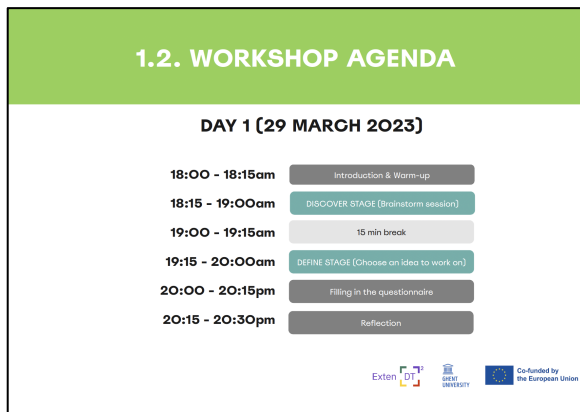 1.2. WORKSHOP AGENDA
DAY 1 (29 MARCH 2023)
18:00 - 18:15am Introduction & Warm-up
18:15 - 19:00am DISCOVER STAGE (Brainstorm session)
19:00 - 19:15am 15 min break
19:15 - 20:00am DEFINE STAGE (Choose an idea to work on)
20:00 - 20:15pm Filling in the questionnaire
20:15 - 20:30pm Reflection
Exten DT 2
GHENT
UNIVERSITY
Co-funded by
the European Union